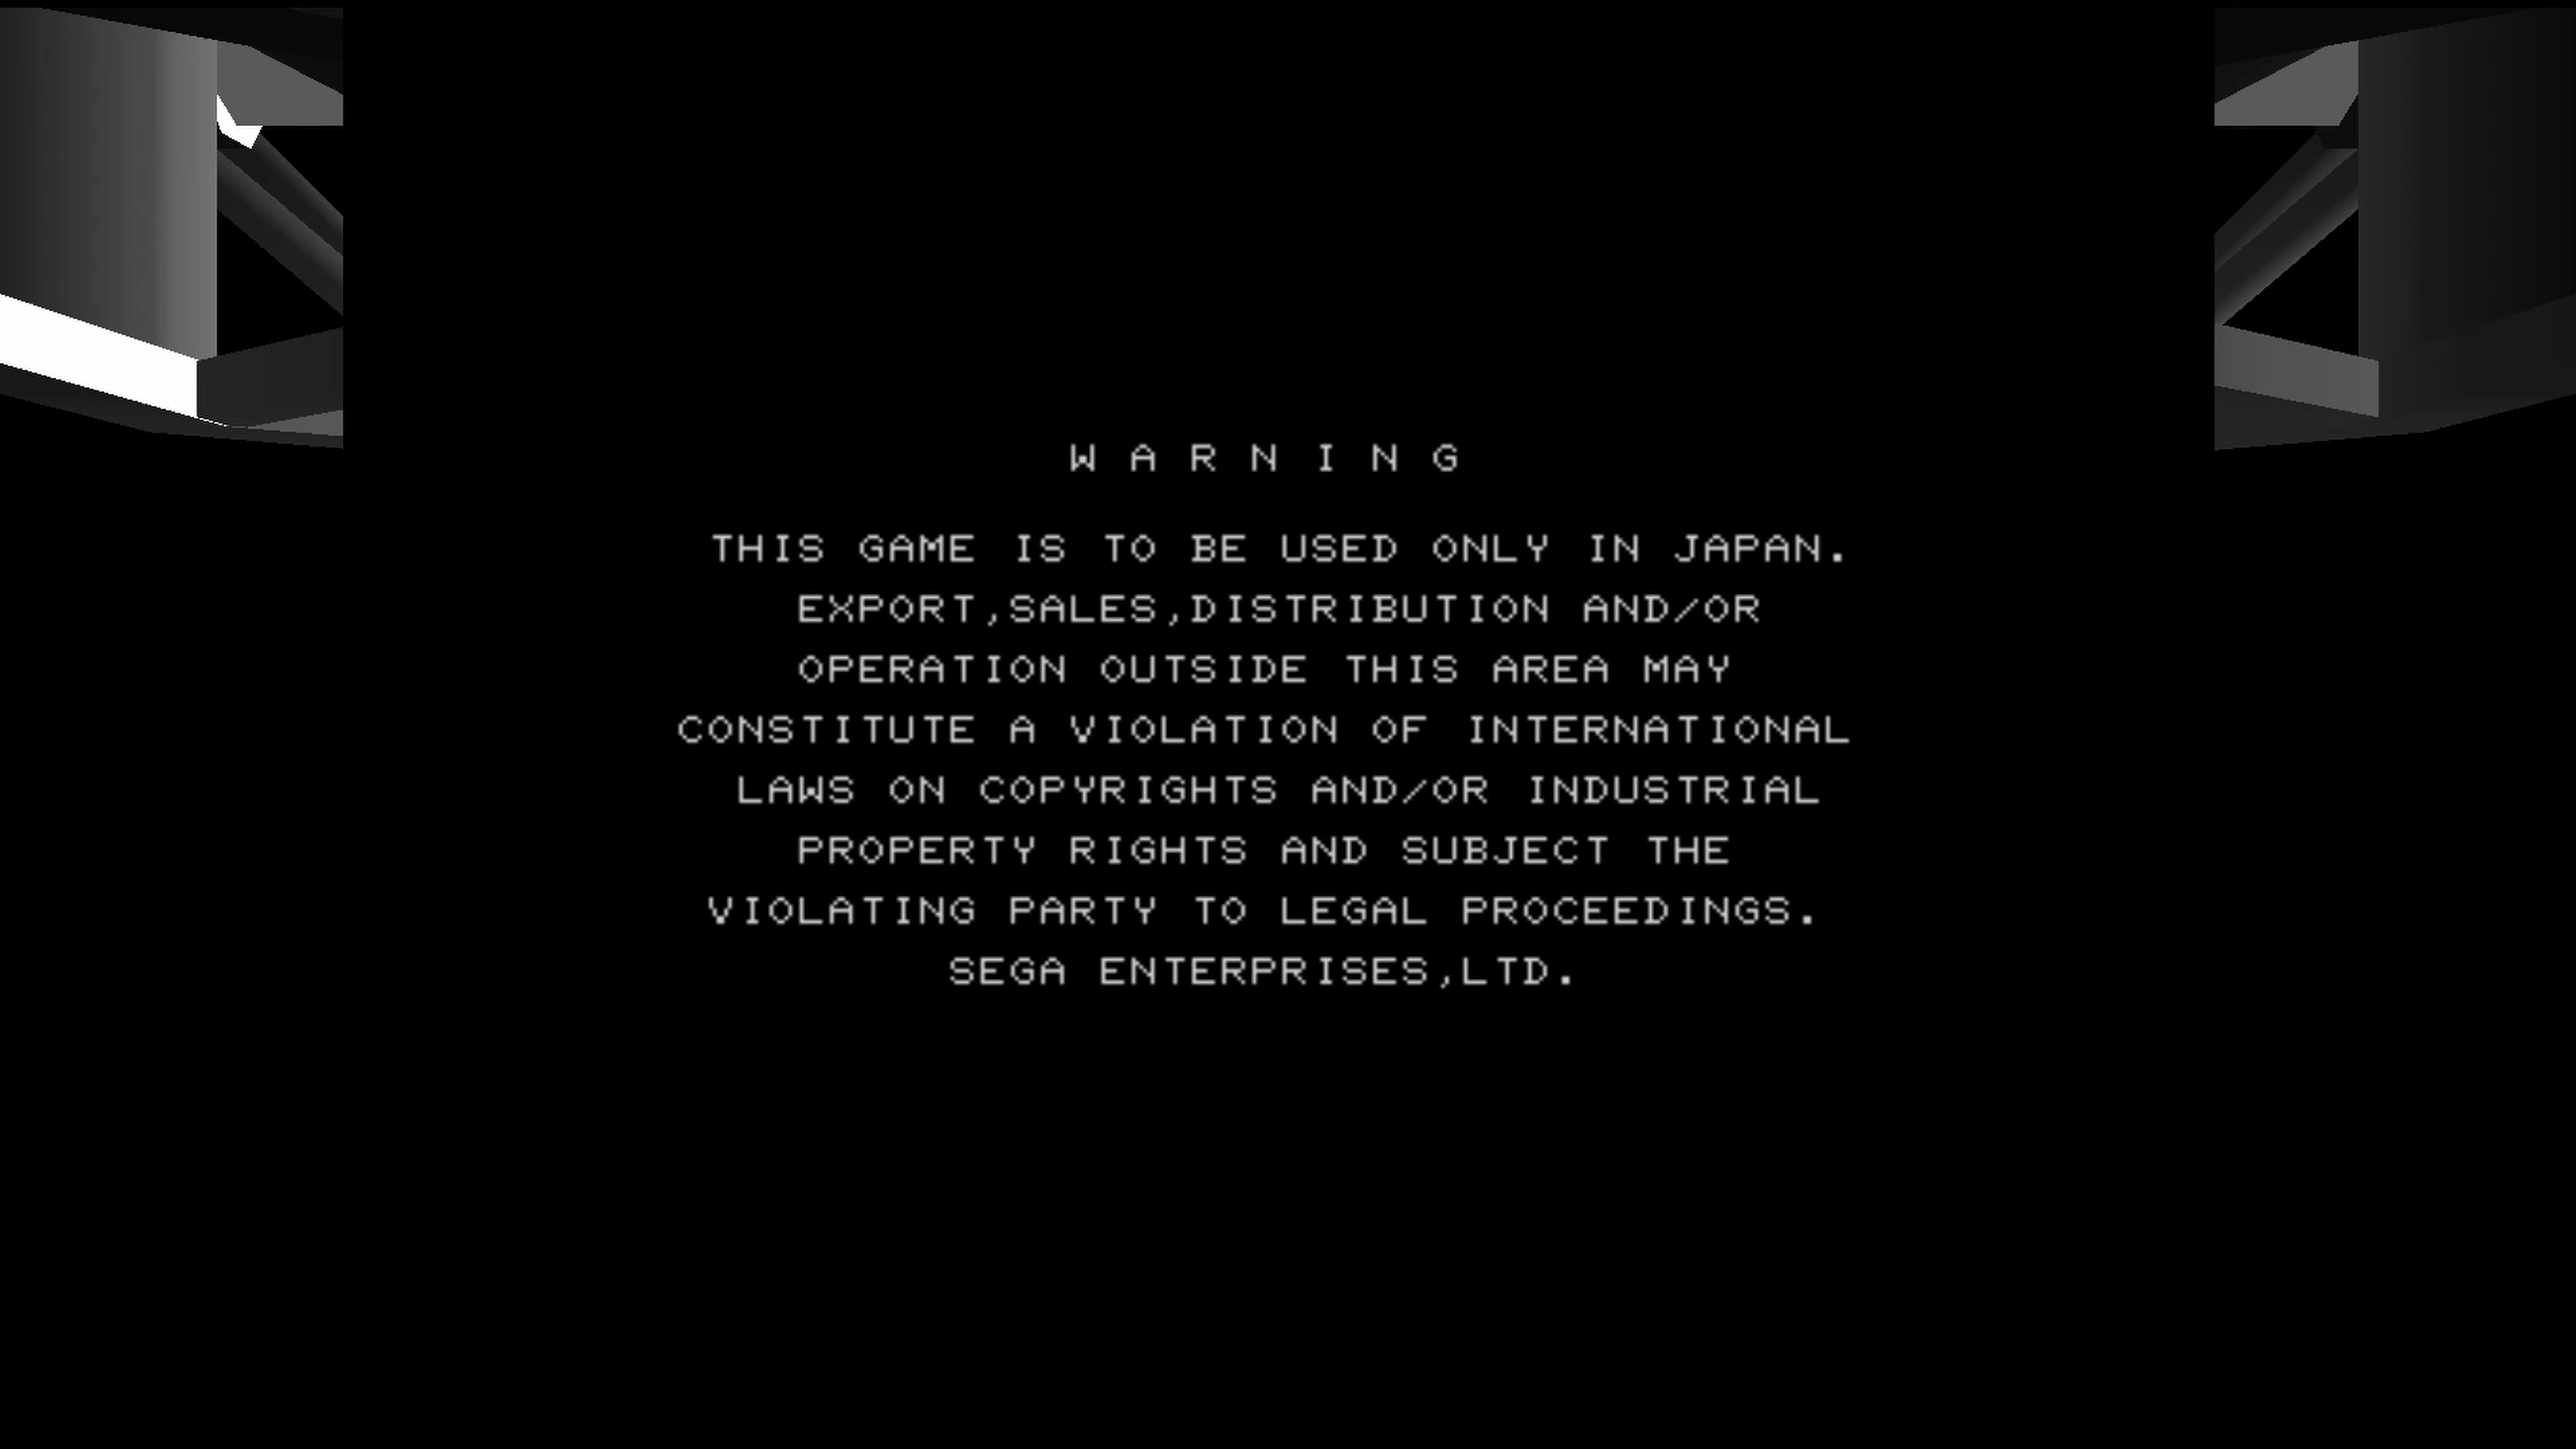 W A R N I N G
THIS GAME IS TO BE USED ONLY IN JAPAN.
EXPORT,SALES,DISTRIBUTION AND/OR
OPERATION OUTSIDE THIS AREA MAY
CONSTITUTE A VIOLATION OF INTERNATIONAL
LAWS ON COPYRIGHTS AND/OR INDUSTRIAL
PROPERTY RIGHTS AND SUBJECT THE
VIOLATING PARTY TO LEGAL PROCEEDINGS.
SEGA ENTERPRISES,LTD.